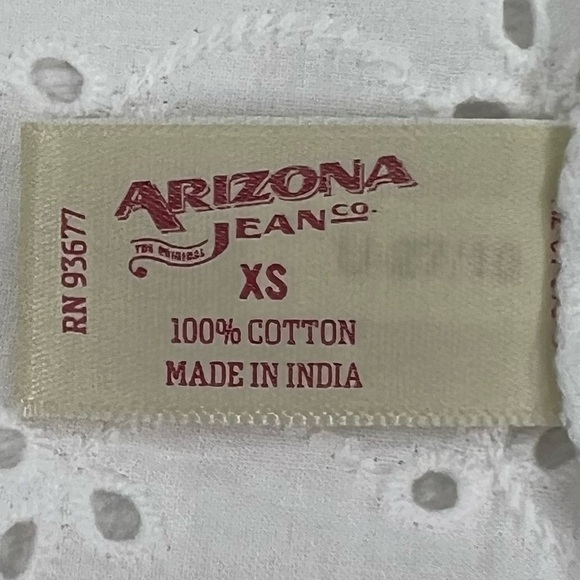 ARIZONA
JEAN CO.
THE ORIGINAL
XS
100% COTTON
MADE IN INDIA
RN 93677